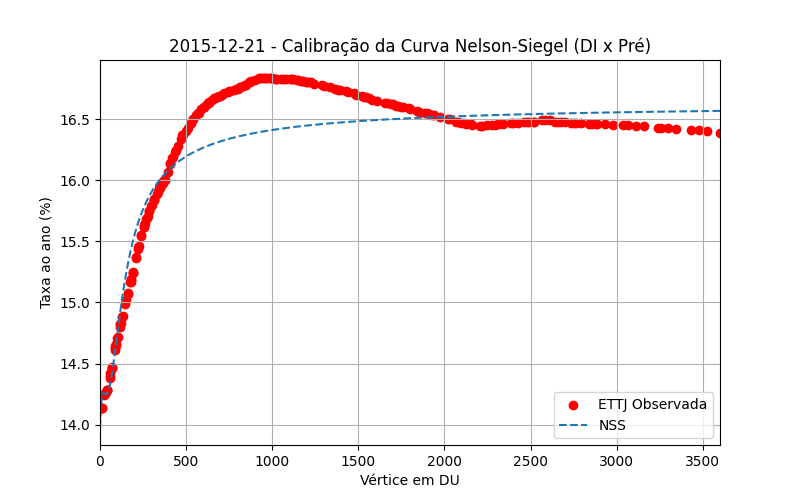 2015-12-21 - Calibração da Curva Nelson-Siegel (DI x Pré)
Taxa ao ano (%)
16.5
16.0
15.5
15.0
14.5
14.0
ETTJ Observada
NSS
0 500 1000 1500 2000 2500 3000 3500
Vértice em DU